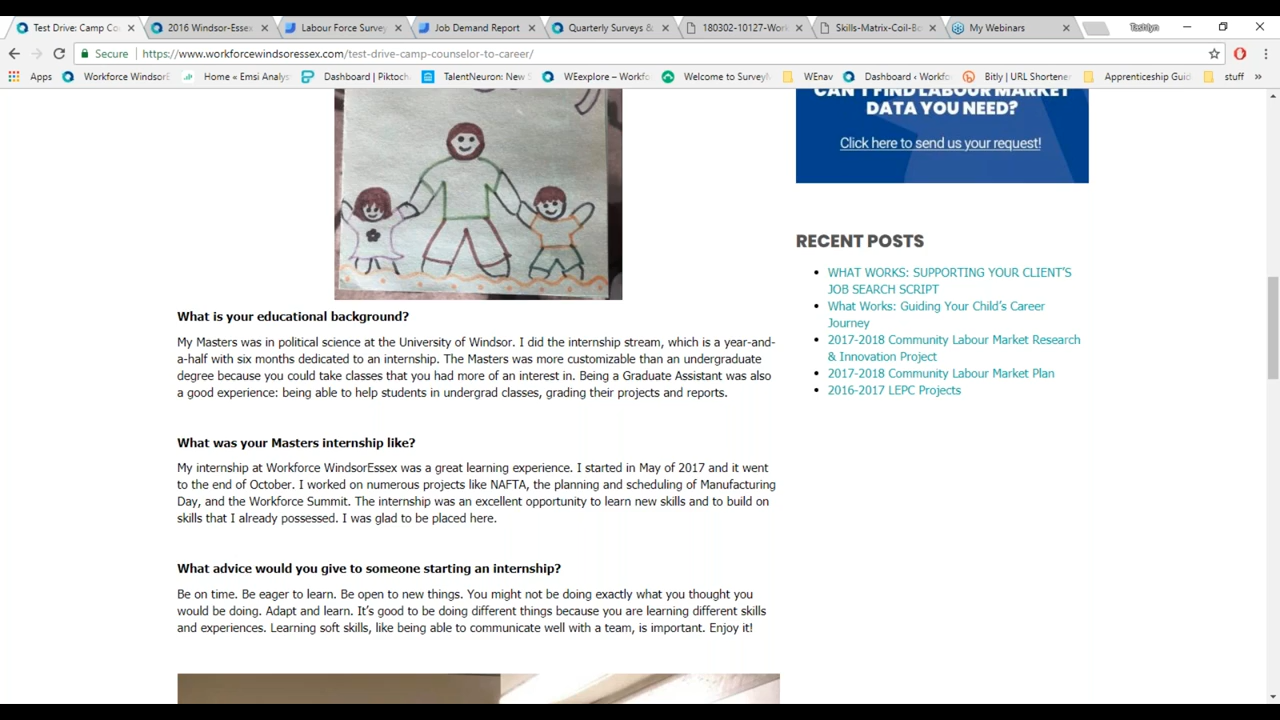 Test Drive: Camp Co
2016 Windsor-Essex
Labour Force Survey
Job Demand Report
Quarterly Surveys &
180302-10127-Work
Skills-Matrix-Coil-Bo
My Webinars
Tashlyn
Secure
https://www.workforcewindsoressex.com/test-drive-camp-counselor-to-career/
Apps
Workforce WindsorE
Home « Emsi Analys
Dashboard | Piktoch
TalentNeuron: New S
WEexplore – Workfo
Welcome to SurveyM
WEnav
Dashboard ‹ Workfo
Bitly | URL Shortene
Apprenticeship Guid
stuff
CAN'T FIND LABOUR MARKET
DATA YOU NEED?
Click here to send us your request!
RECENT POSTS
WHAT WORKS: SUPPORTING YOUR CLIENT'S
JOB SEARCH SCRIPT
What Works: Guiding Your Child's Career
Journey
2017-2018 Community Labour Market Research
& Innovation Project
2017-2018 Community Labour Market Plan
2016-2017 LEPC Projects
What is your educational background?
My Masters was in political science at the University of Windsor. I did the internship stream, which is a year-and-
a-half with six months dedicated to an internship. The Masters was more customizable than an undergraduate
degree because you could take classes that you had more of an interest in. Being a Graduate Assistant was also
a good experience: being able to help students in undergrad classes, grading their projects and reports.
What was your Masters internship like?
My internship at Workforce WindsorEssex was a great learning experience. I started in May of 2017 and it went
to the end of October. I worked on numerous projects like NAFTA, the planning and scheduling of Manufacturing
Day, and the Workforce Summit. The internship was an excellent opportunity to learn new skills and to build on
skills that I already possessed. I was glad to be placed here.
What advice would you give to someone starting an internship?
Be on time. Be eager to learn. Be open to new things. You might not be doing exactly what you thought you
would be doing. Adapt and learn. It's good to be doing different things because you are learning different skills
and experiences. Learning soft skills, like being able to communicate well with a team, is important. Enjoy it!